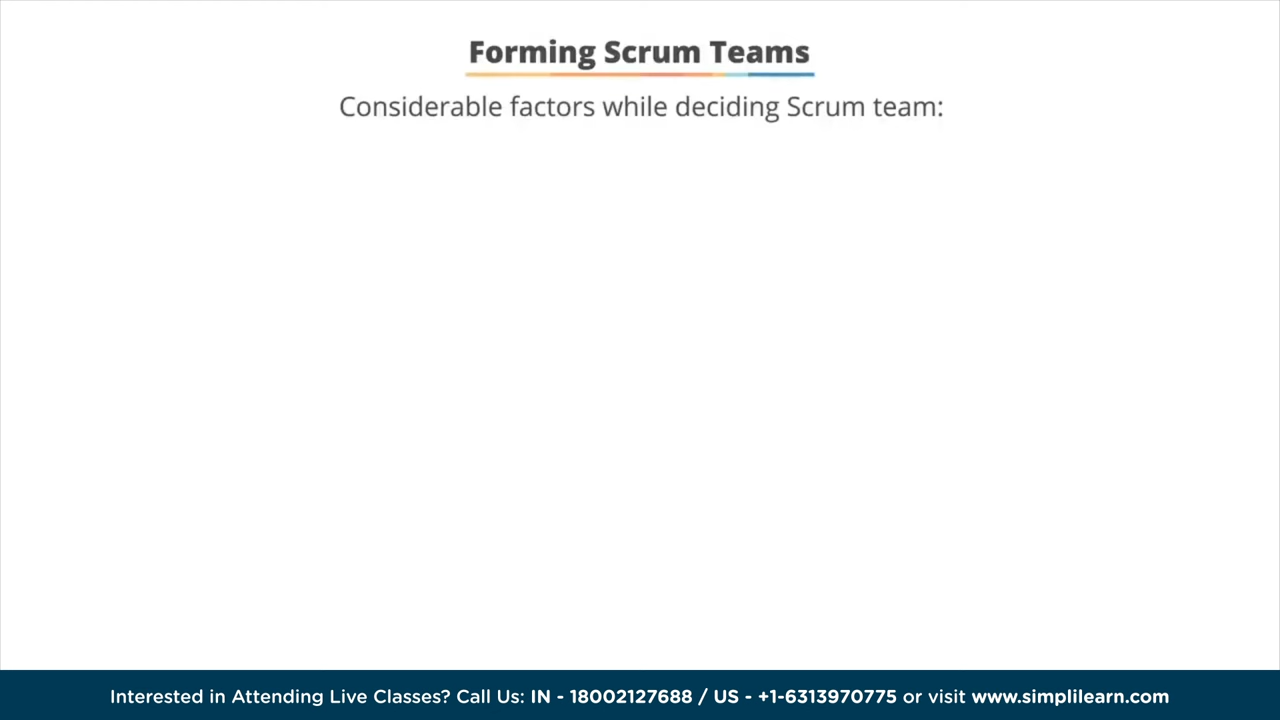 Forming Scrum Teams
Considerable factors while deciding Scrum team:
Interested in Attending Live Classes? Call Us: IN - 18002127688 / US - +1-6313970775 or visit www.simplilearn.com